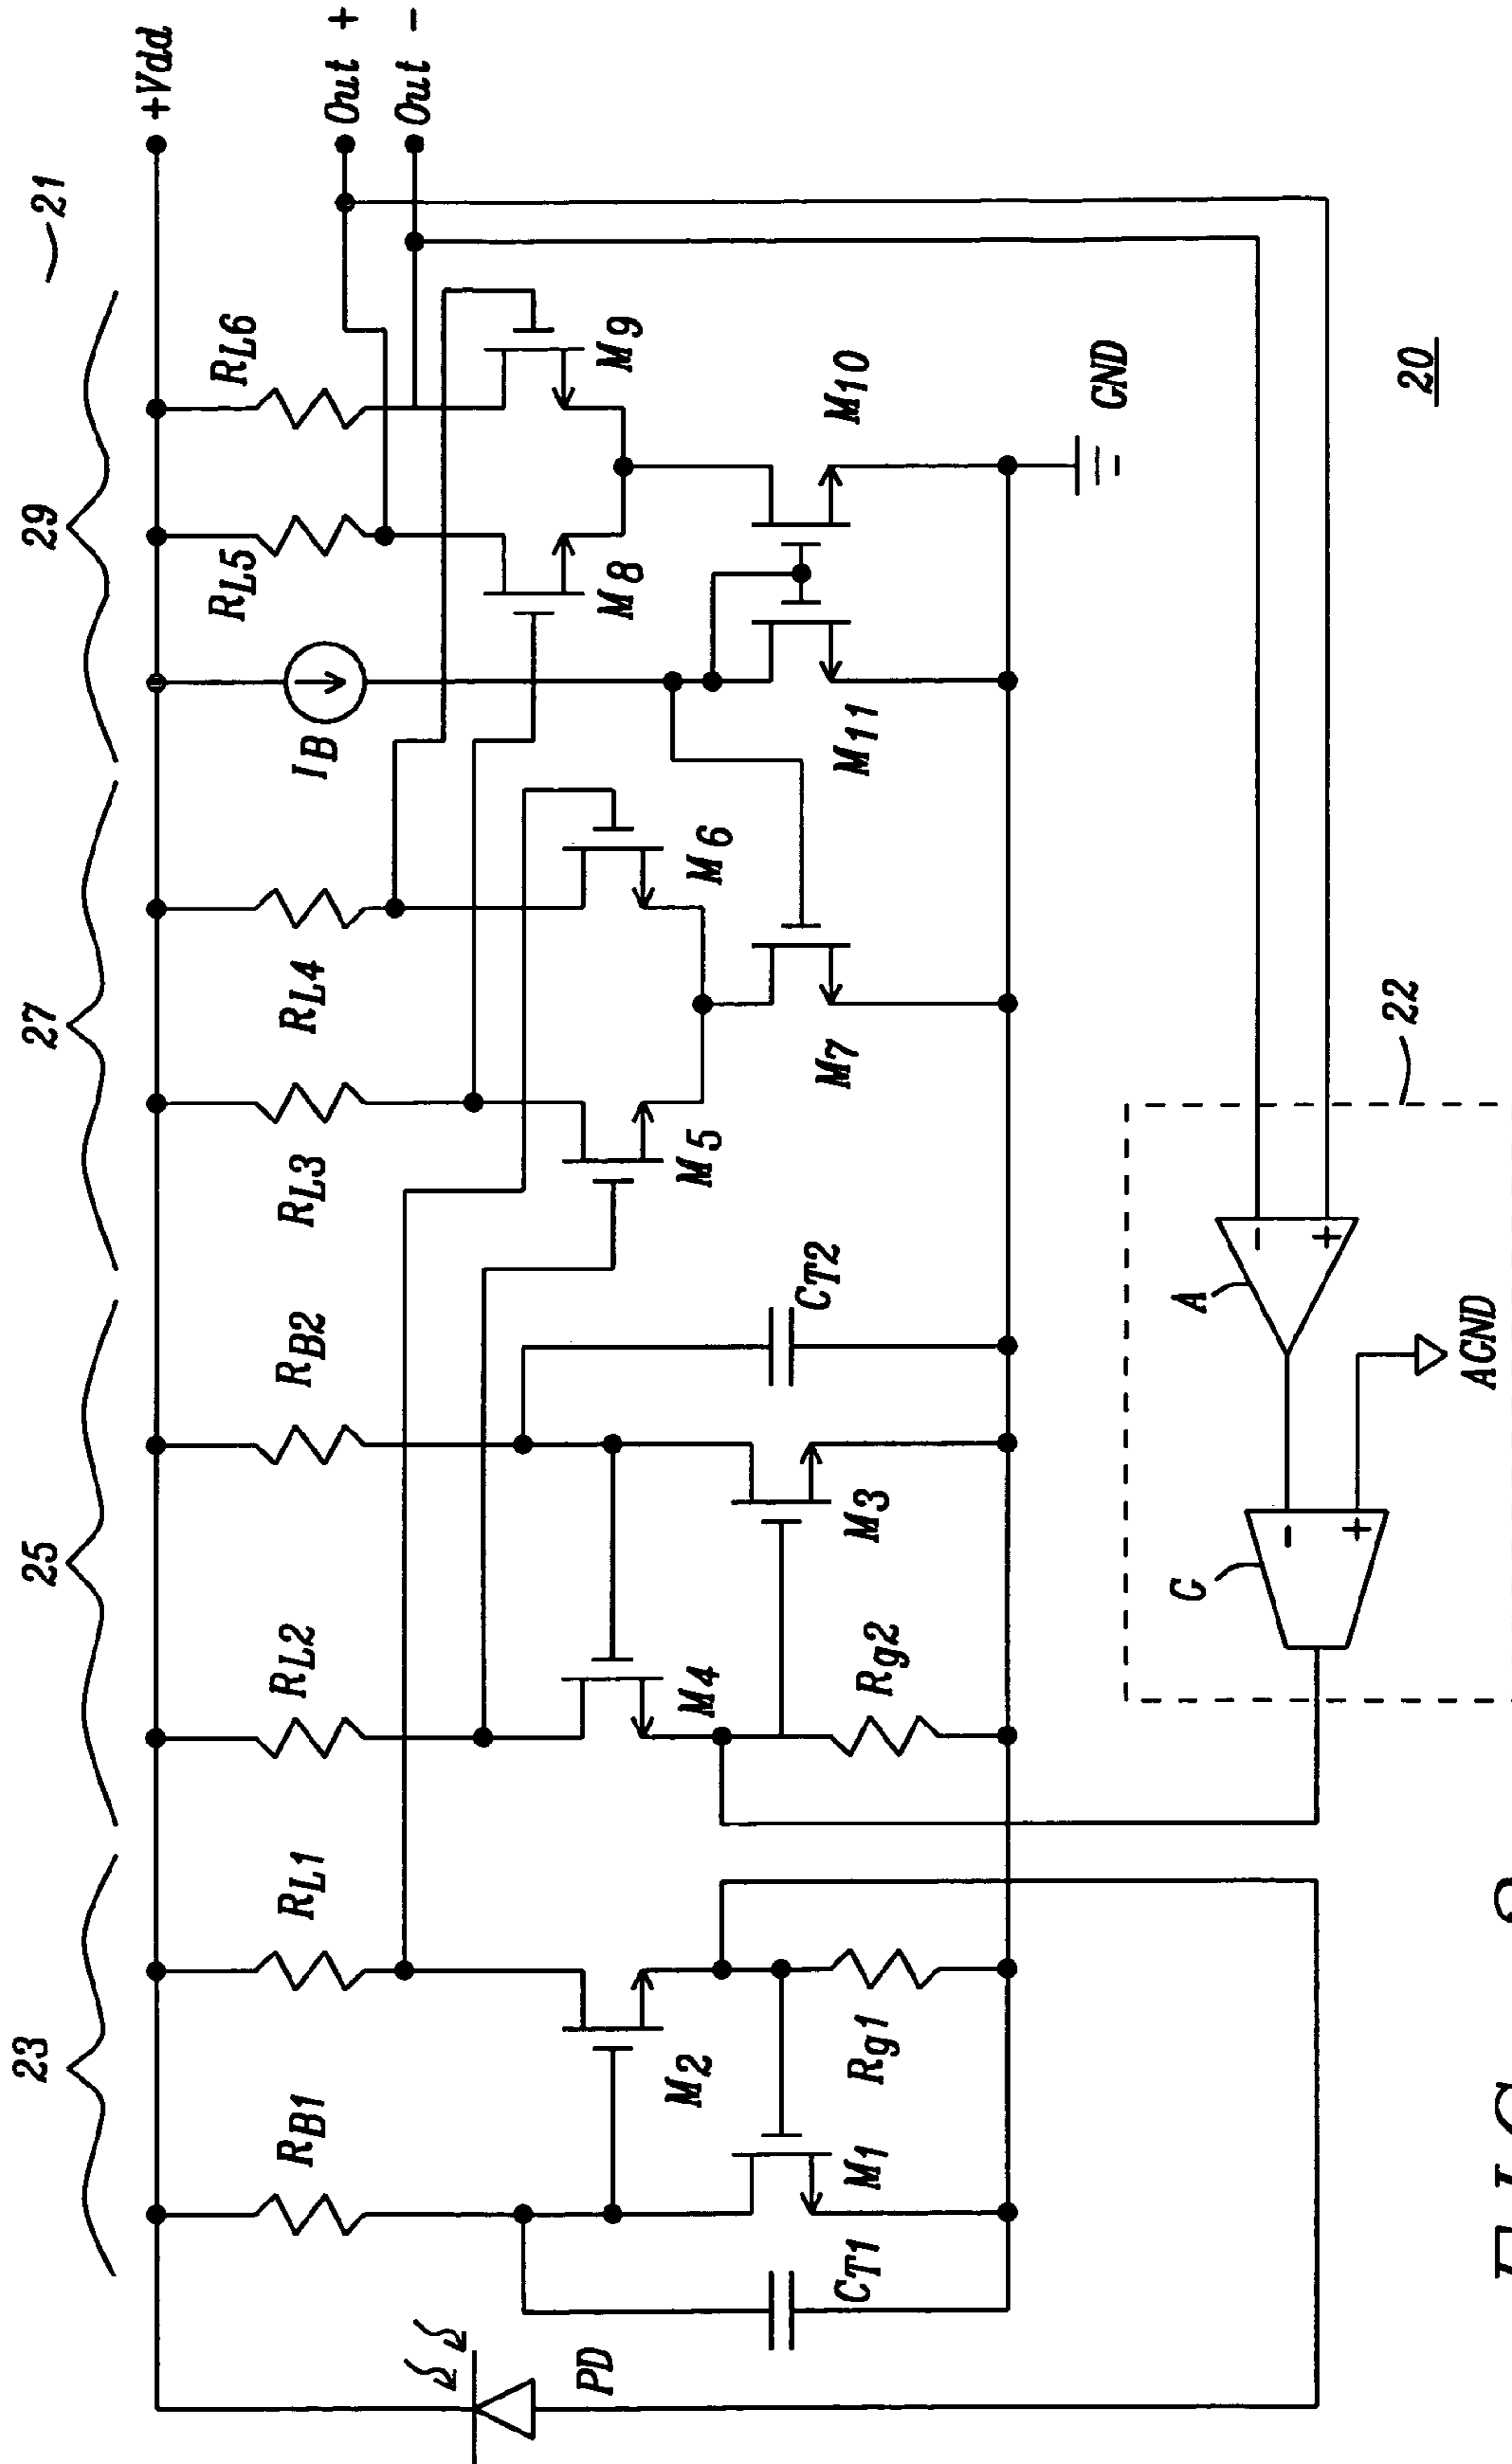 21
23
25
27
29
+Vdd
RB1
RL1
RL2
RB2
RL3
RL4
IB
RL5
RL6
Out +
Out -
PD
CT1
M1
M2
Rg1
M4
Rg2
M3
CT2
M5
M6
M7
M8
M9
M11
M10
GND
G
-
+
AGND
A
-
+
22
20